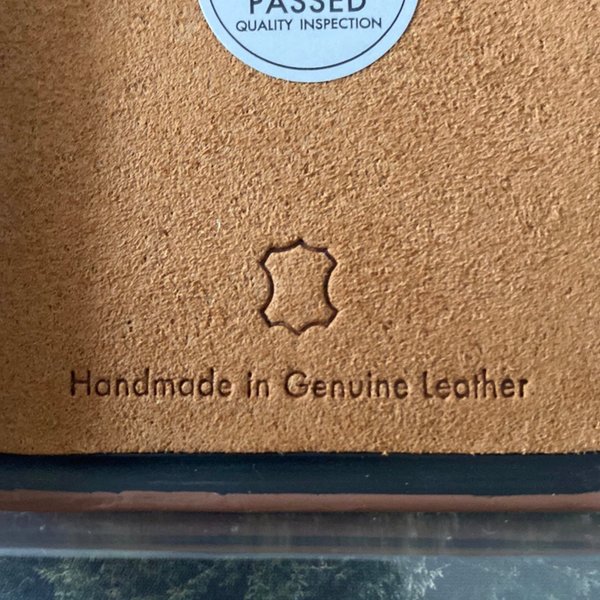 PASSED
QUALITY INSPECTION
Handmade in Genuine Leather